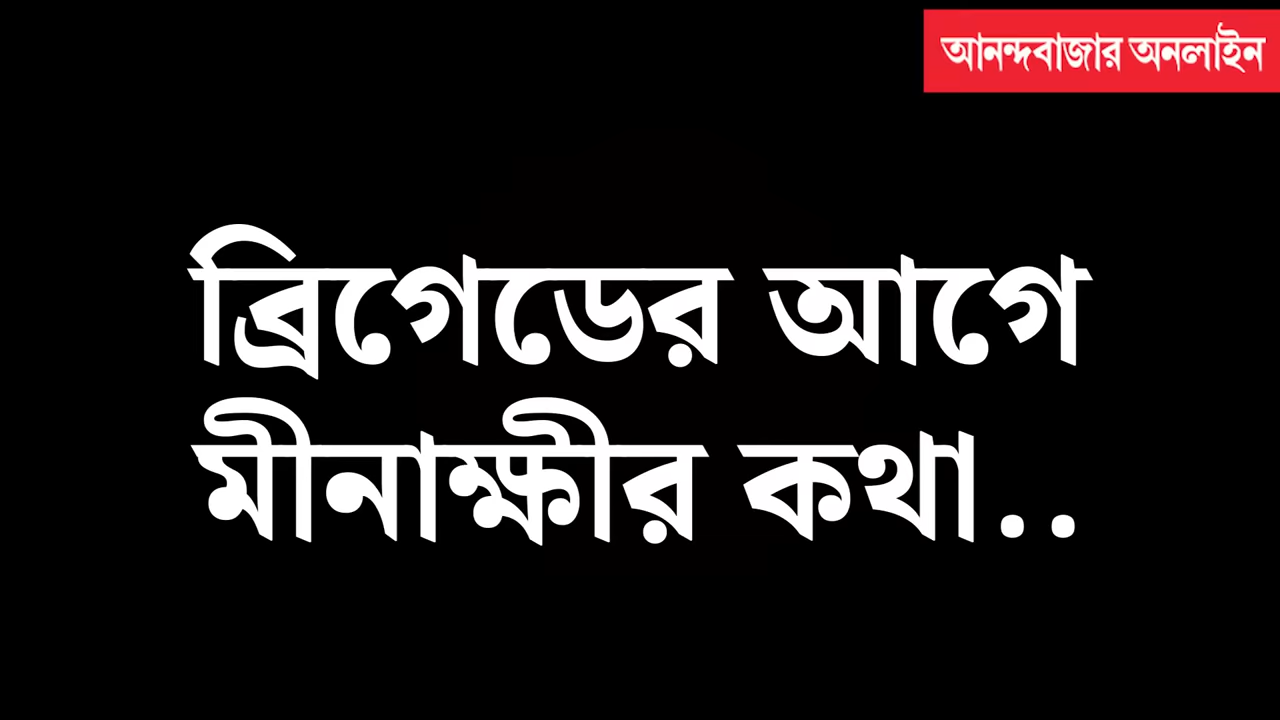 আনন্দবাজার অনলাইন
ব্রিগেডের আগে
মীনাক্ষীর কথা..